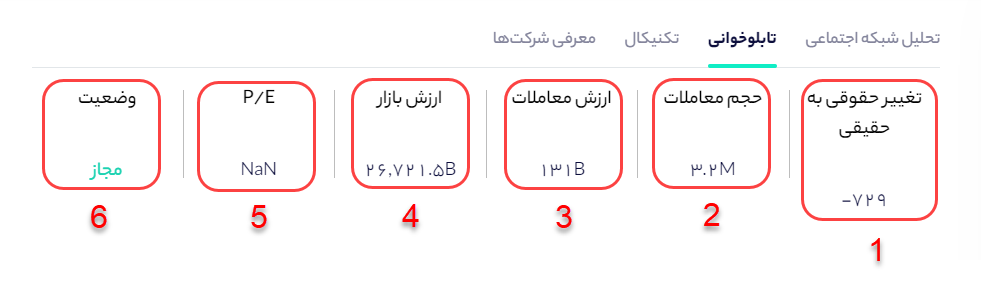 تحلیل شبکه اجتماعی تابلوخوانی تکنیکال معرفی شرکت‌ها
تغییر حقوقی به حقیقی
-۷۲۹
1
حجم معاملات
۳.۲M
2
ارزش معاملات
۱۳۱B
3
ارزش بازار
۲۶,۷۲۱.۵B
4
P/E
NaN
5
وضعیت
مجاز
6